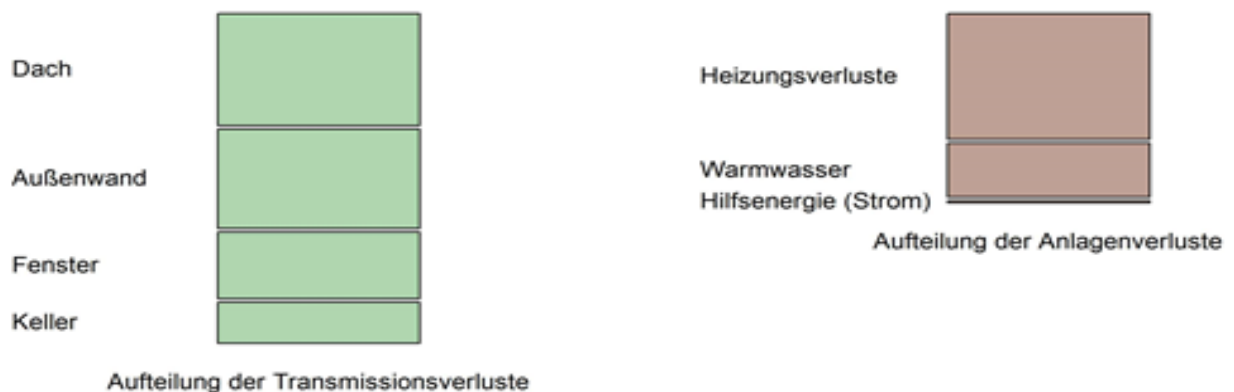 Dach
Außenwand
Fenster
Keller
Aufteilung der Transmissionsverluste
Heizungsverluste
Warmwasser
Hilfsenergie (Strom)
Aufteilung der Anlagenverluste